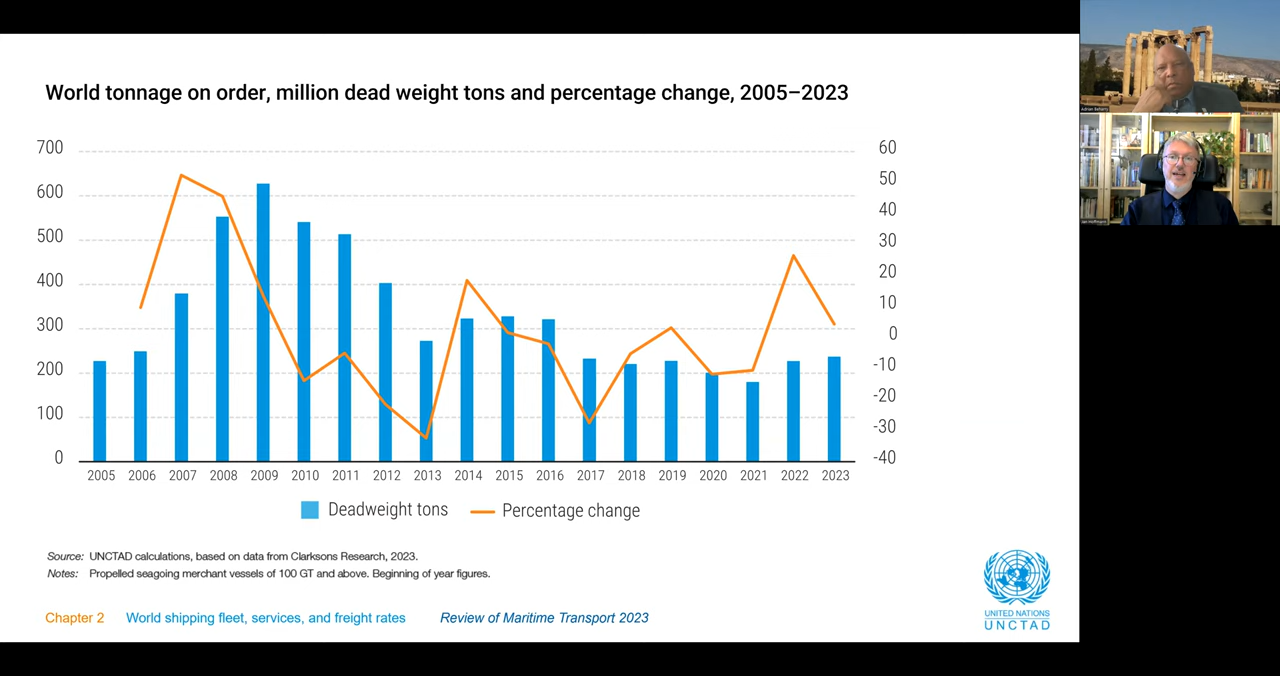 World tonnage on order, million dead weight tons and percentage change, 2005–2023
700
600
500
400
300
200
100
0
60
50
40
30
20
10
0
-10
-20
-30
-40
2005 2006 2007 2008 2009 2010 2011 2012 2013 2014 2015 2016 2017 2018 2019 2020 2021 2022 2023
Deadweight tons Percentage change
Source: UNCTAD calculations, based on data from Clarksons Research, 2023.
Notes: Propelled seagoing merchant vessels of 100 GT and above. Beginning of year figures.
Chapter 2 World shipping fleet, services, and freight rates Review of Maritime Transport 2023
UNITED NATIONS
UNCTAD
Adrian